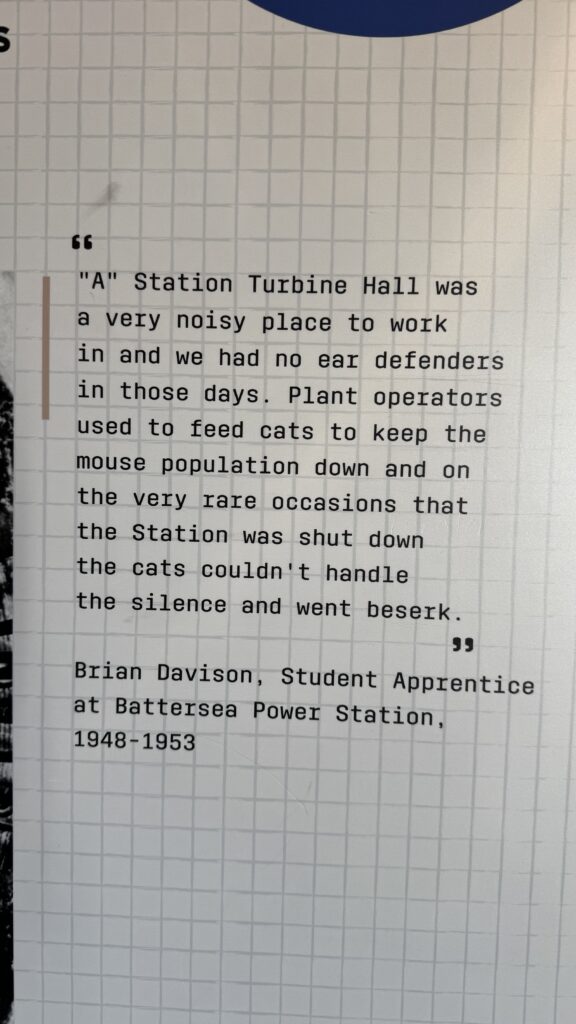 s
❝
"A" Station Turbine Hall was
a very noisy place to work
in and we had no ear defenders
in those days. Plant operators
used to feed cats to keep the
mouse population down and on
the very rare occasions that
the Station was shut down
the cats couldn't handle
the silence and went beserk.
❞
Brian Davison, Student Apprentice
at Battersea Power Station,
1948-1953